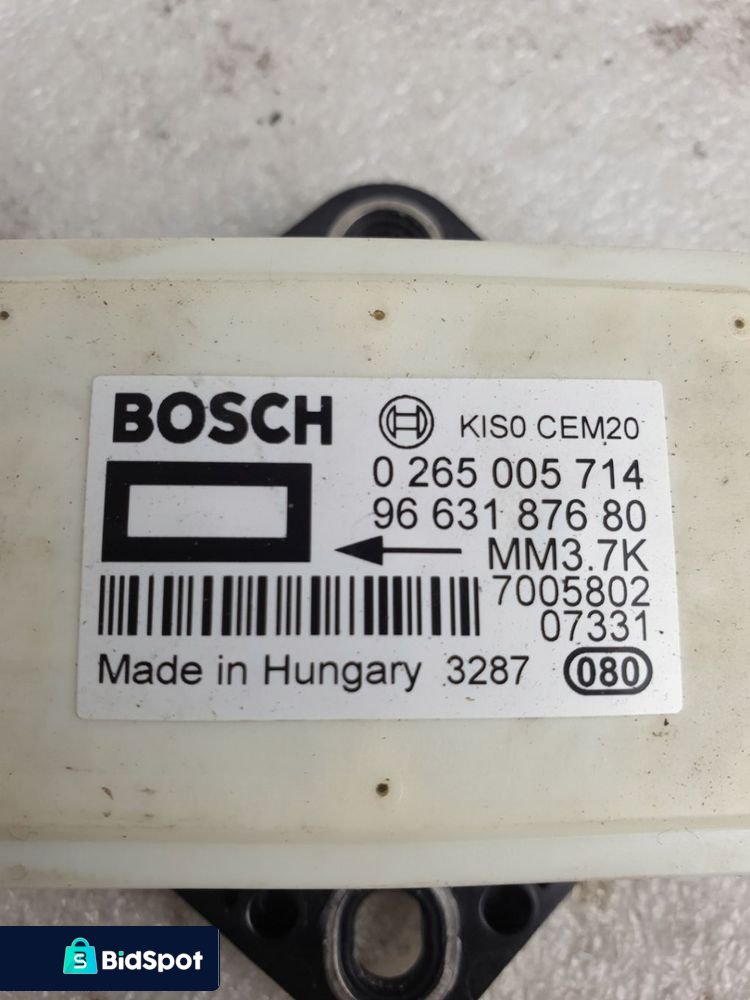 BOSCH KIS0 CEM20
0 265 005 714
96 631 876 80
MM3.7K
7005802
07331
Made in Hungary 3287 080
BidSpot